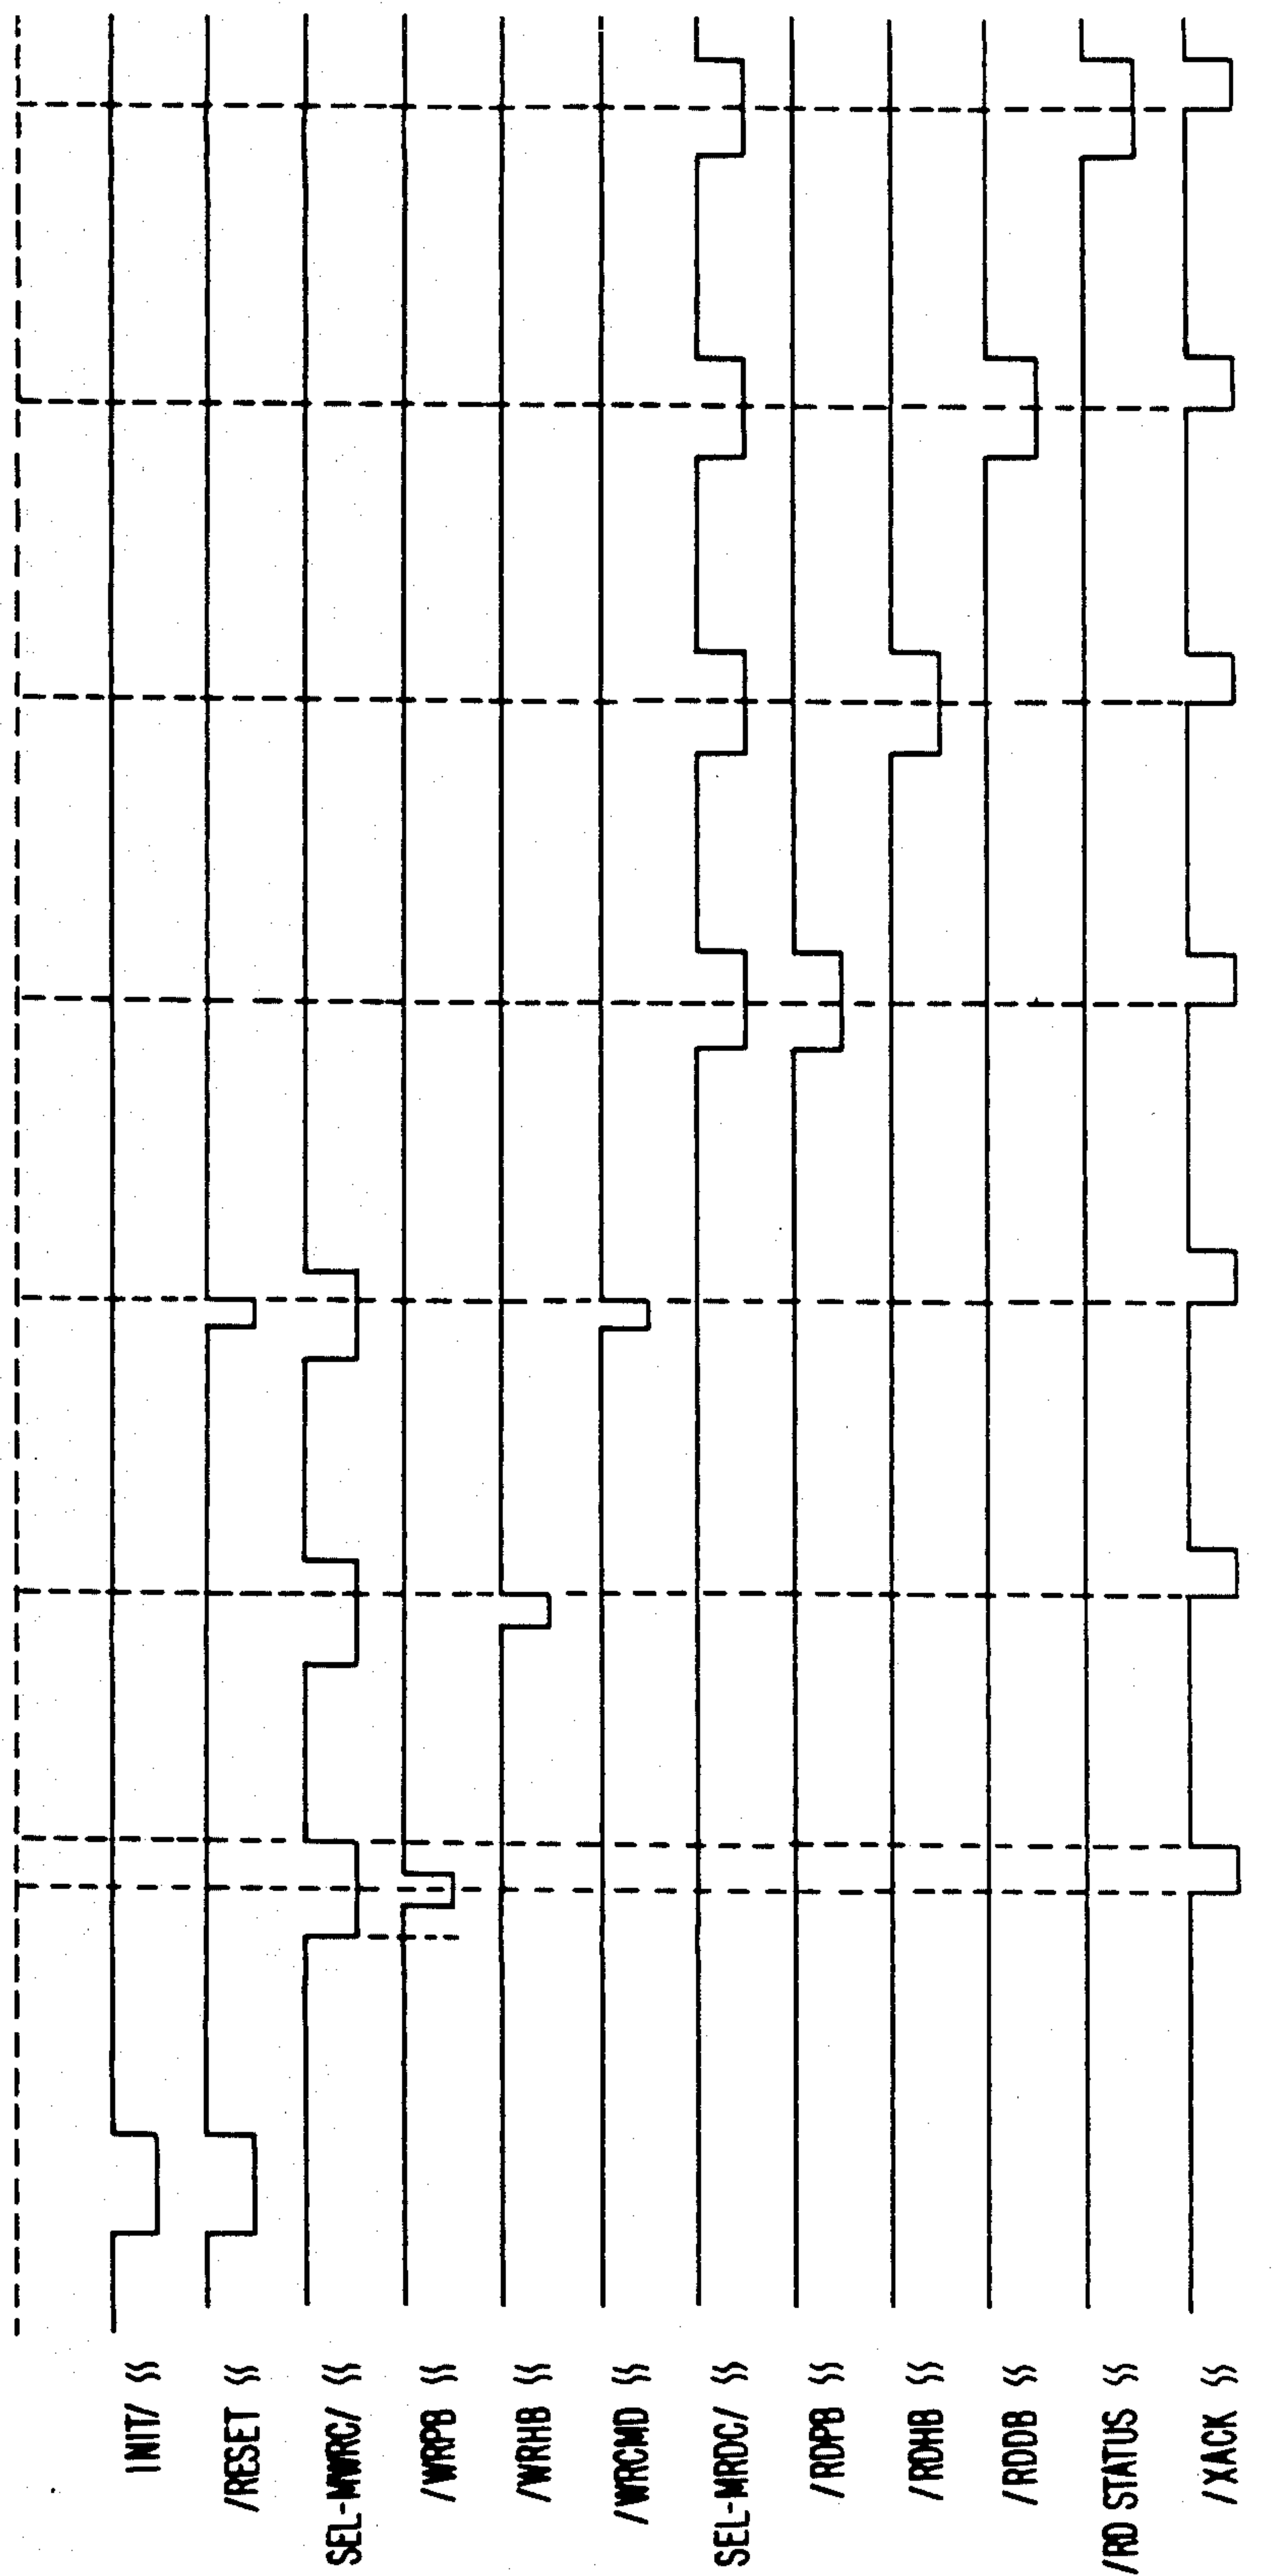 INIT/
/RESET
SEL-MWRC/
/WRPB
/WRHB
/WRCMD
SEL-MRDC/
/RDPB
/RDHB
/RDDB
/RD STATUS
/XACK